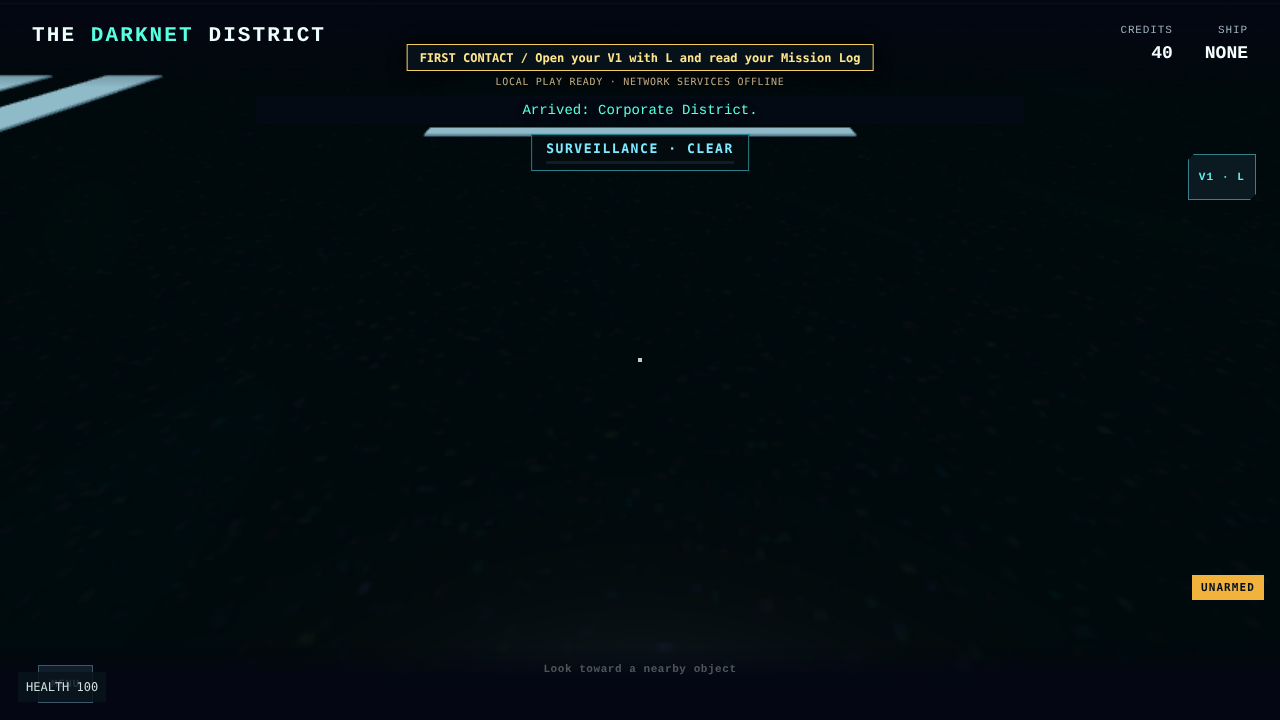 THE DARKNET DISTRICT
CREDITS
40
SHIP
NONE
FIRST CONTACT / Open your V1 with L and read your Mission Log
LOCAL PLAY READY · NETWORK SERVICES OFFLINE
Arrived: Corporate District.
SURVEILLANCE · CLEAR
V1 · L
UNARMED
Look toward a nearby object
HEALTH 100